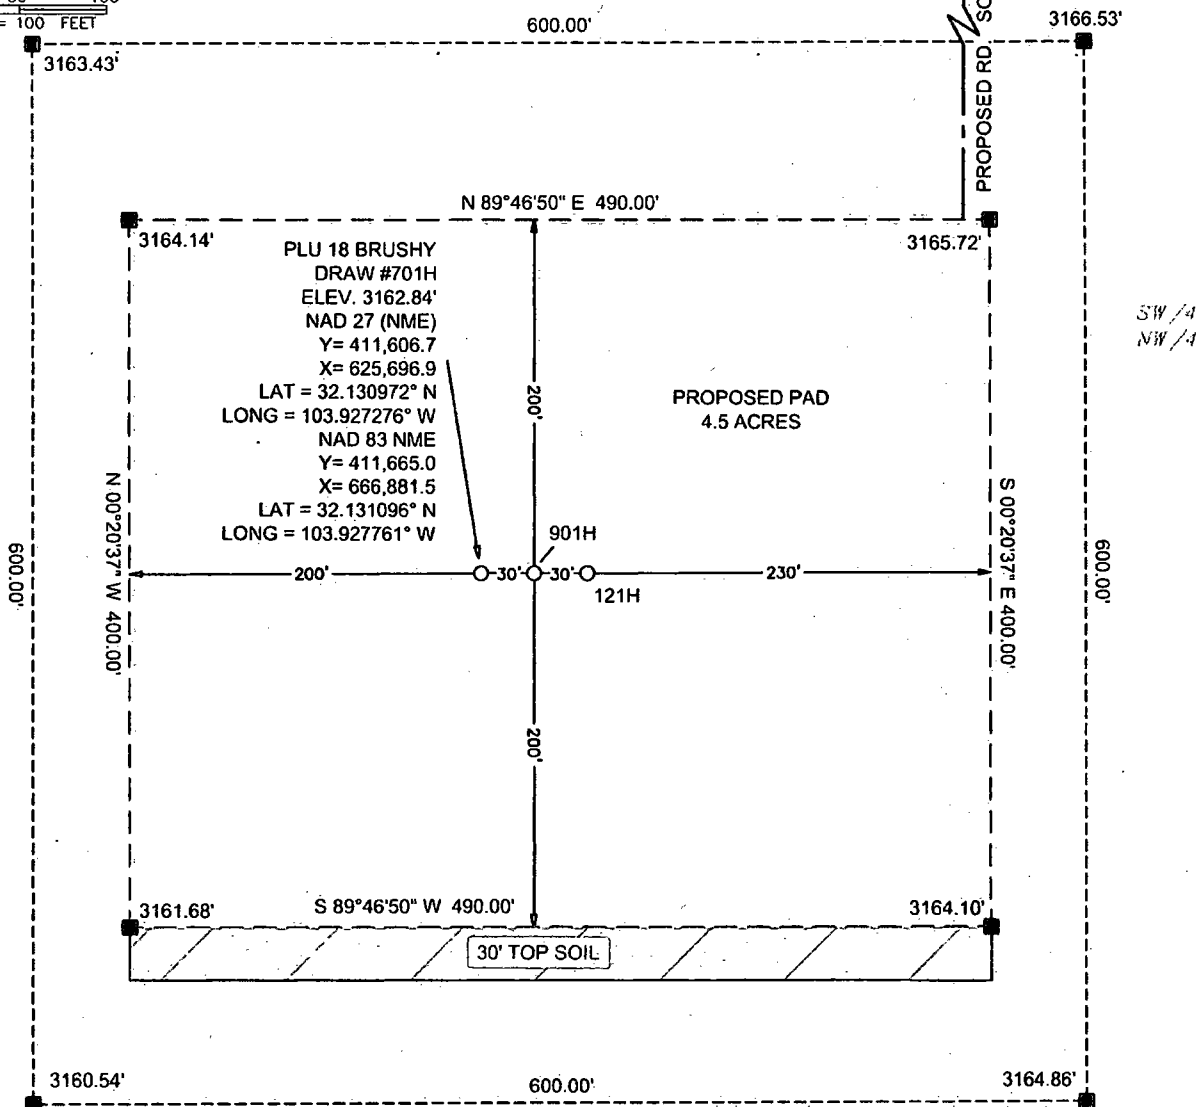 = 100 FEET
600.00'
3166.53'
3163.43'
PROPOSED RD.
N 89°46'50" E 490.00'
3164.14'
3165.72'
PLU 18 BRUSHY
DRAW #701H
ELEV. 3162.84'
NAD 27 (NME)
Y= 411,606.7
X= 625,696.9
LAT = 32.130972° N
LONG = 103.927276° W
NAD 83 NME
Y= 411,665.0
X= 666,881.5
LAT = 32.131096° N
LONG = 103.927761° W
SW/4
NW/4
200'
PROPOSED PAD
4.5 ACRES
N 00°20'37" W 400.00'
S 00°20'37" E 400.00'
600.00'
600.00'
901H
200'
30'
30'
230'
121H
200'
3161.68'
S 89°46'50" W 490.00'
3164.10'
30' TOP SOIL
3160.54'
600.00'
3164.86'